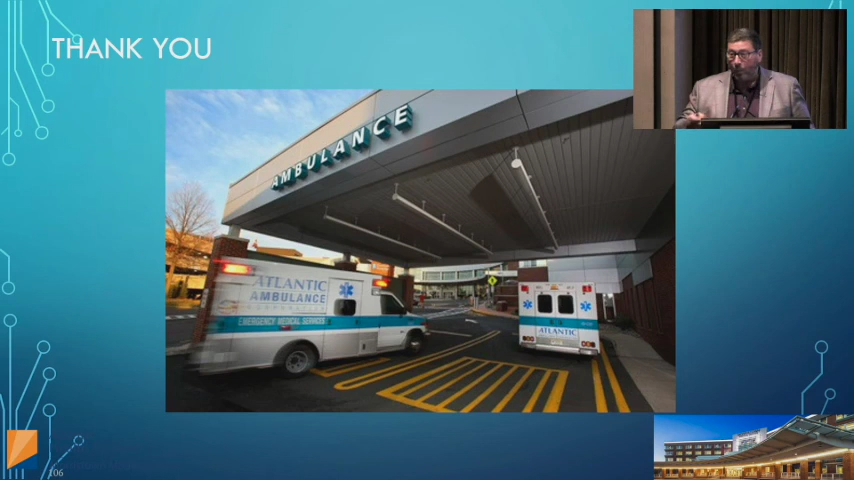 THANK YOU
AMBULANCE
ATLANTIC
AMBULANCE
EMERGENCY MEDICAL SERVICES
ATLANTIC
106